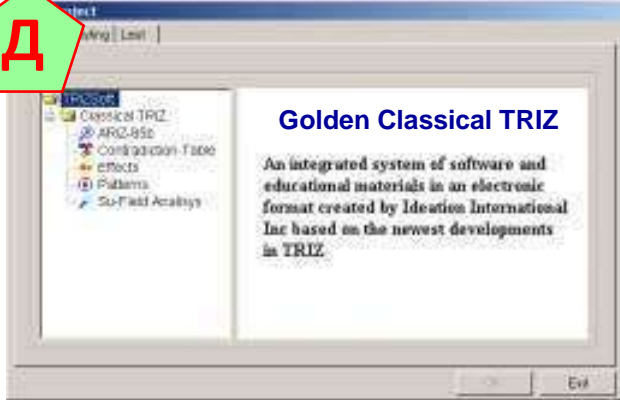 Д
Last
TRIZSoft
Classical TRIZ
ARIZ-85b
Contradiction Table
Effects
Patterns
Su-Field Analisys
Golden Classical TRIZ
An integrated system of software and
educational materials in an electronic
format created by Ideation International
Inc based on the newest developments
in TRIZ
Exit